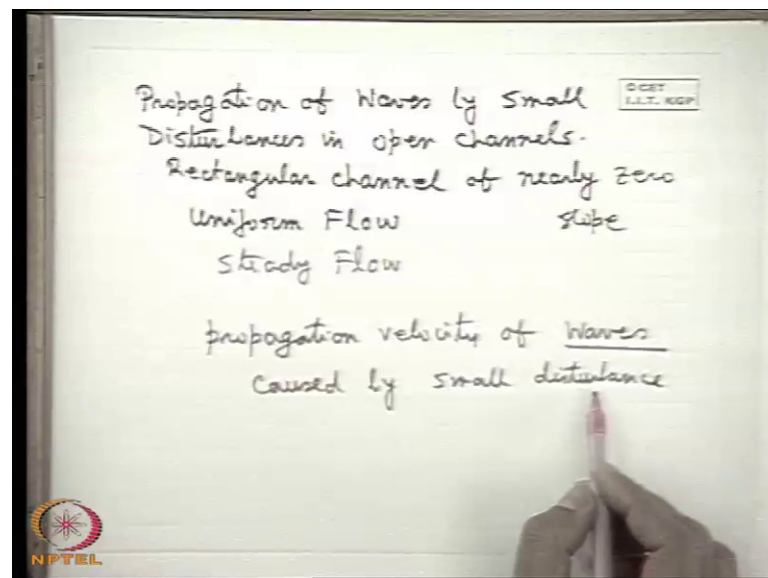 Propagation of Waves by Small
Disturbances in open channels.
Rectangular channel of nearly zero
slope
Uniform Flow
Steady Flow
propagation velocity of Waves
caused by small disturbance
© CET
I.I.T. KGP
NPTEL